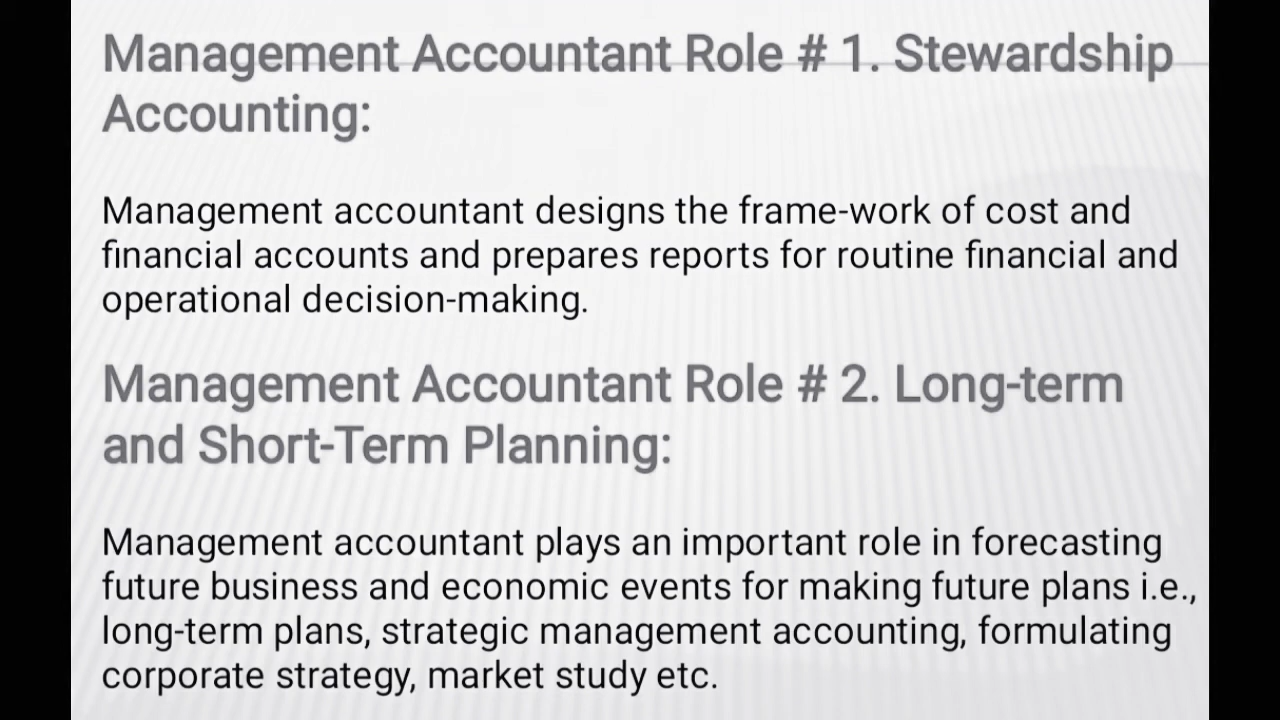 Management Accountant Role # 1. Stewardship
Accounting:
Management accountant designs the frame-work of cost and
financial accounts and prepares reports for routine financial and
operational decision-making.
Management Accountant Role # 2. Long-term
and Short-Term Planning:
Management accountant plays an important role in forecasting
future business and economic events for making future plans i.e.,
long-term plans, strategic management accounting, formulating
corporate strategy, market study etc.